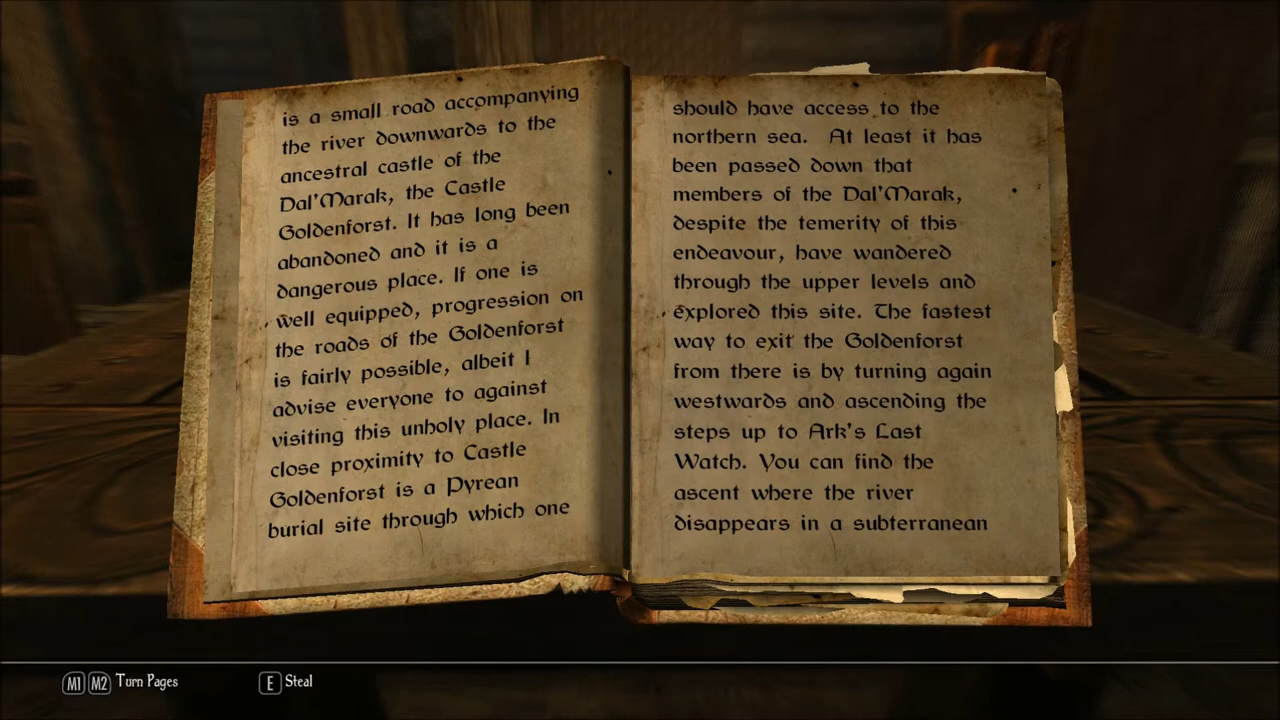 is a small road accompanying
the river downwards to the
ancestral castle of the
Dal'Marak, the Castle
Goldenforst. It has long been
abandoned and it is a
dangerous place. If one is
well equipped, progression on
the roads of the Goldenforst
is fairly possible, albeit I
advise everyone to against
visiting this unholy place. In
close proximity to Castle
Goldenforst is a Pyrean
burial site through which one
should have access to the
northern sea.  At least it has
been passed down that
members of the Dal'Marak,
despite the temerity of this
endeavour, have wandered
through the upper levels and
explored this site. The fastest
way to exit the Goldenforst
from there is by turning again
westwards and ascending the
steps up to Ark's Last
Watch. You can find the
ascent where the river
disappears in a subterranean
M1 M2 Turn Pages
E Steal